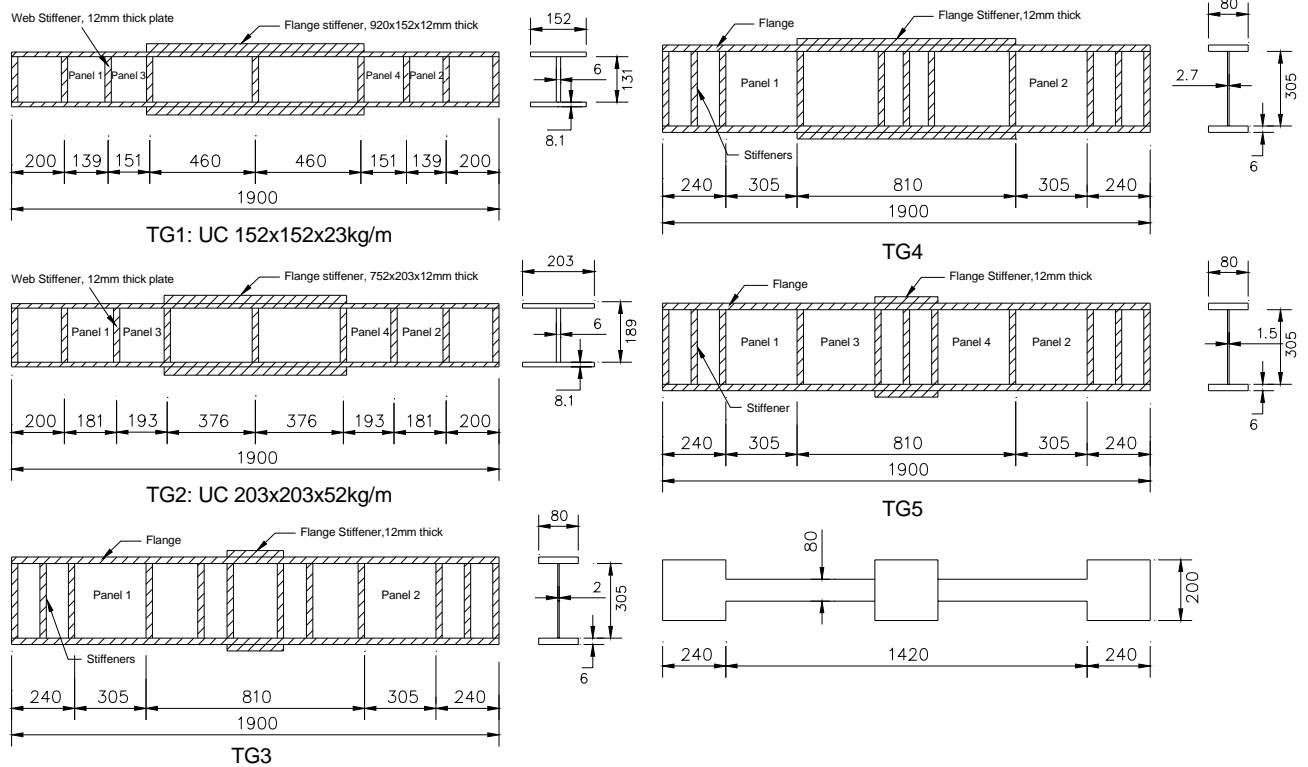 Web Stiffener, 12mm thick plate
Flange stiffener, 920x152x12mm thick
152
Panel 1
Panel 3
Panel 4
Panel 2
6
131
8.1
200
139
151
460
460
151
139
200
1900
TG1: UC 152x152x23kg/m
Web Stiffener, 12mm thick plate
Flange stiffener, 752x203x12mm thick
203
Panel 1
Panel 3
Panel 4
Panel 2
6
189
8.1
200
181
193
376
376
193
181
200
1900
TG2: UC 203x203x52kg/m
Flange
Flange Stiffener,12mm thick
80
Panel 1
Panel 2
2
305
6
Stiffeners
240
305
810
305
240
1900
TG3
Flange
Flange Stiffener,12mm thick
80
Panel 1
Panel 2
2.7
305
6
Stiffeners
240
305
810
305
240
1900
TG4
Flange
Flange Stiffener,12mm thick
80
Panel 1
Panel 3
Panel 4
Panel 2
1.5
305
6
Stiffener
240
305
810
305
240
1900
TG5
80
200
240
1420
240